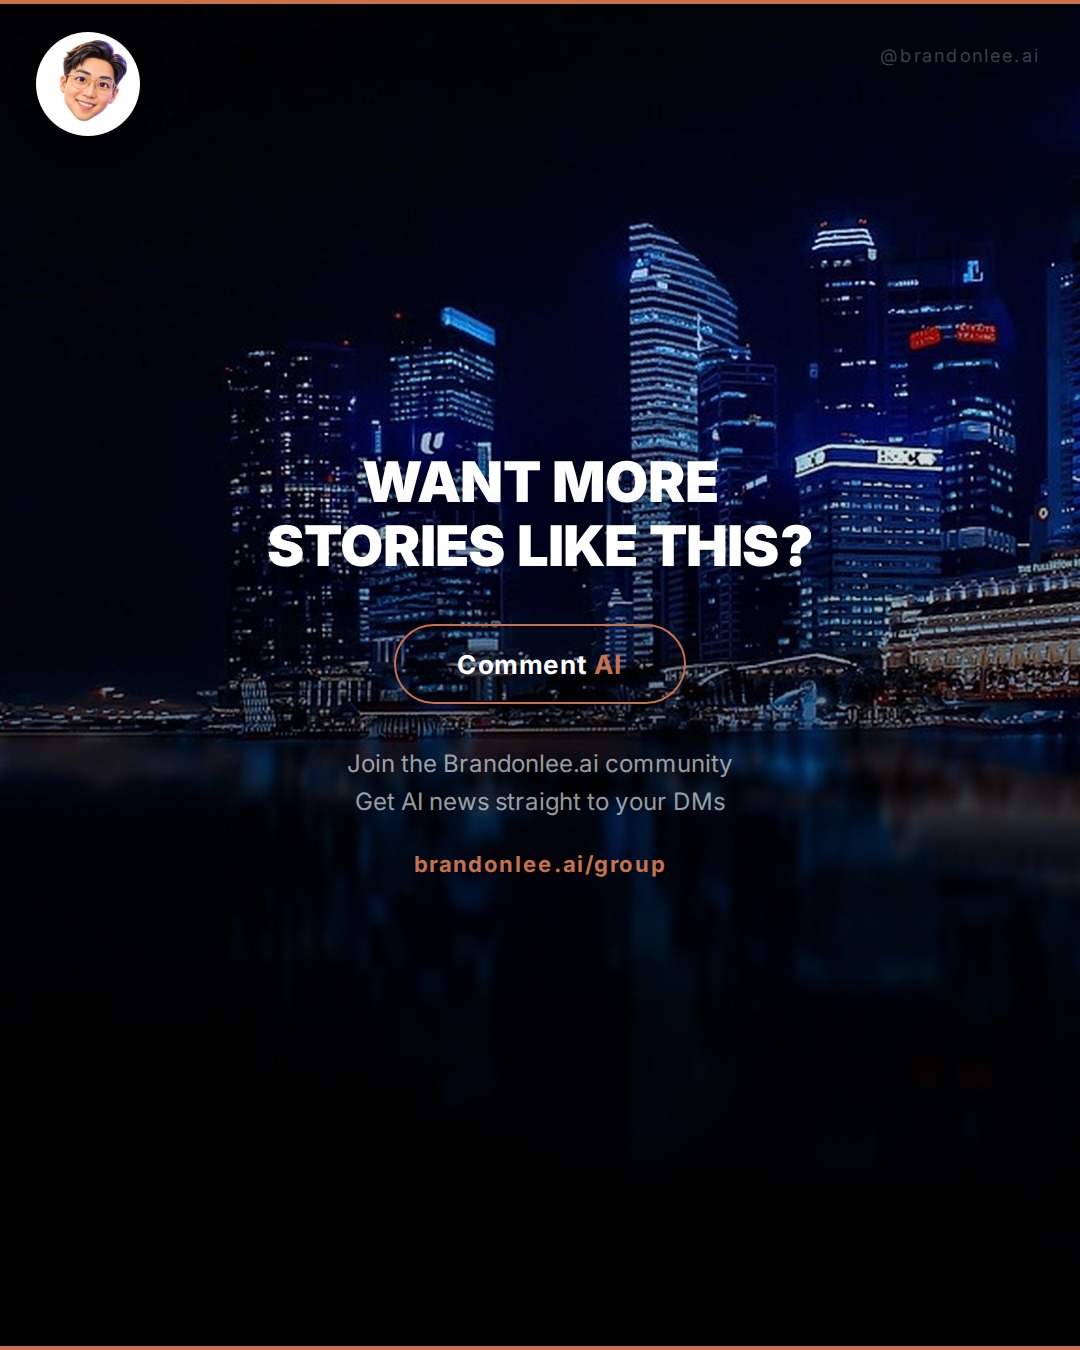 @brandonlee.ai
HSBC
WANT MORE
STORIES LIKE THIS?
Comment AI
Join the Brandonlee.ai community
Get AI news straight to your DMs
brandonlee.ai/group